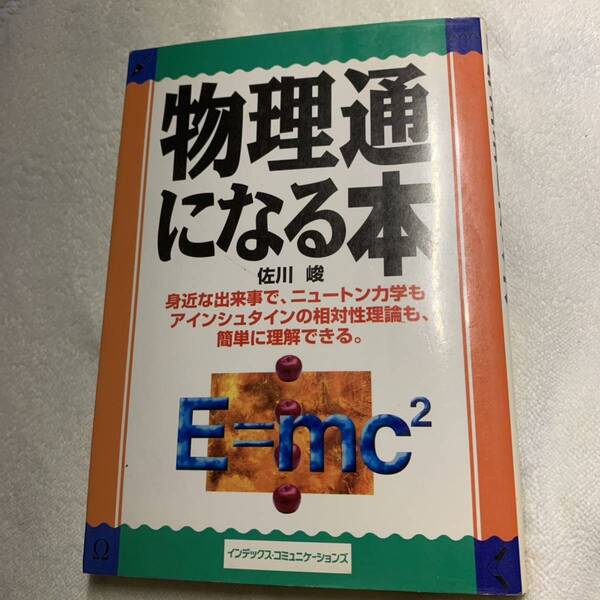 物理通
になる本
佐川 峻
身近な出来事で、ニュートン力学も
アインシュタインの相対性理論も、
簡単に理解できる。
E=mc²
Ω
インデックス・コミュニケーションズ